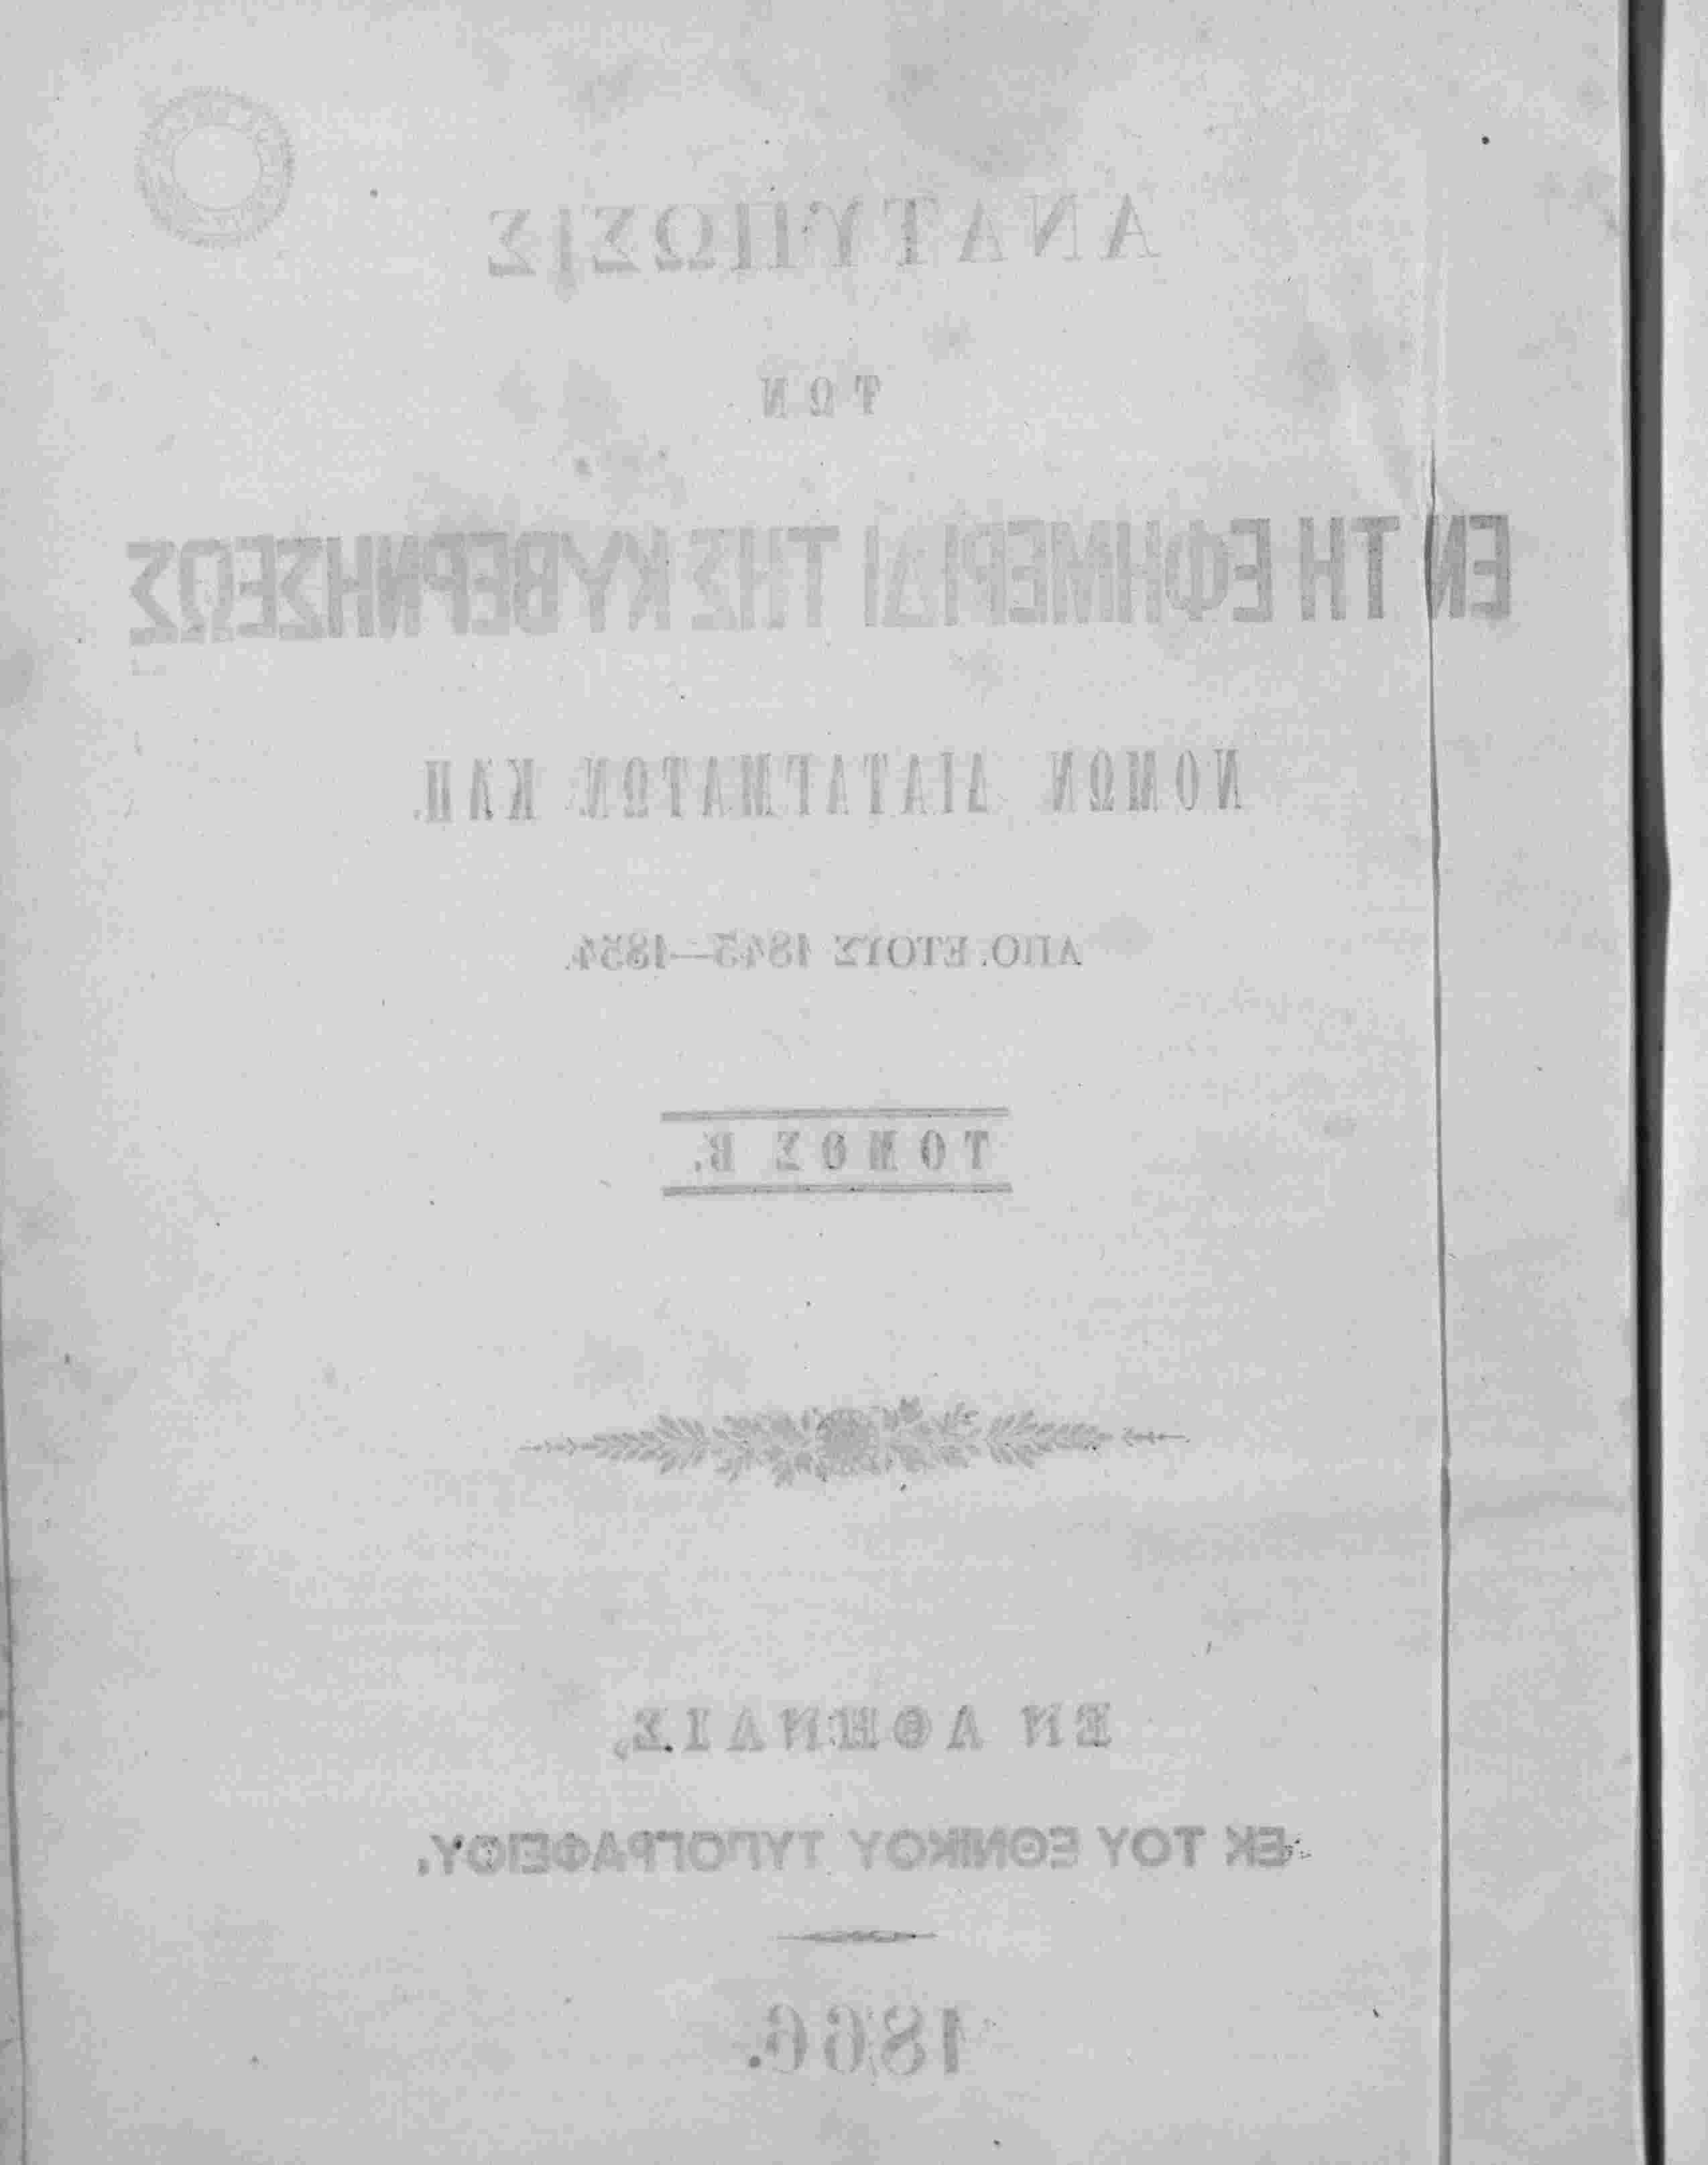 ΑΝΑΤΥΠΩΣΙΣ
ΤΩΝ
ΕΝ ΤΗ ΕΦΗΜΕΡΙΔΙ ΤΗΣ ΚΥΒΕΡΝΗΣΕΩΣ
ΝΟΜΩΝ ΔΙΑΤΑΓΜΑΤΩΝ ΚΛΠ.
ΑΠΟ. ΕΤΟΥΣ 1843—1854.
ΤΟΜΟΣ Β.
ΕΝ ΑΘΗΝΑΙΣ,
ΕΚ ΤΟΥ ΕΘΝΙΚΟΥ ΤΥΠΟΓΡΑΦΕΙΟΥ.
1866.